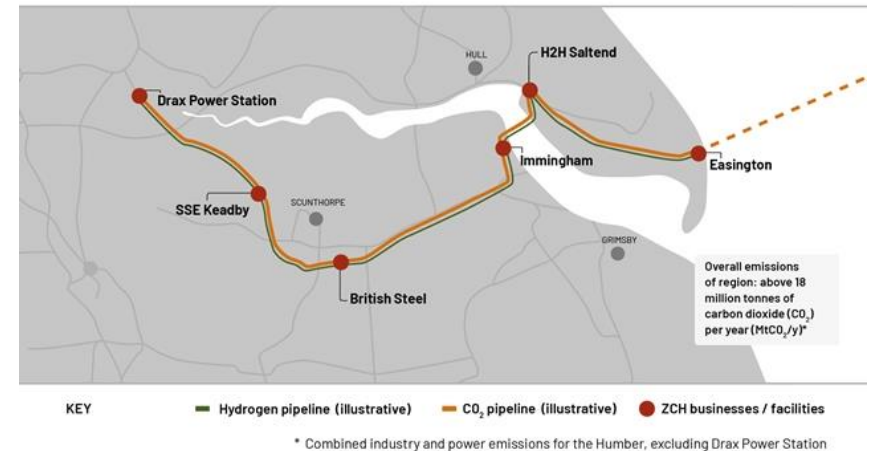 HULL
H2H Saltend
Drax Power Station
Immingham
Easington
SSE Keadby
SCUNTHORPE
GRIMSBY
British Steel
Overall emissions
of region: above 18
million tonnes of
carbon dioxide (CO₂)
per year (MtCO₂/y)*
KEY
Hydrogen pipeline (illustrative)
CO₂ pipeline (illustrative)
ZCH businesses / facilities
* Combined industry and power emissions for the Humber, excluding Drax Power Station